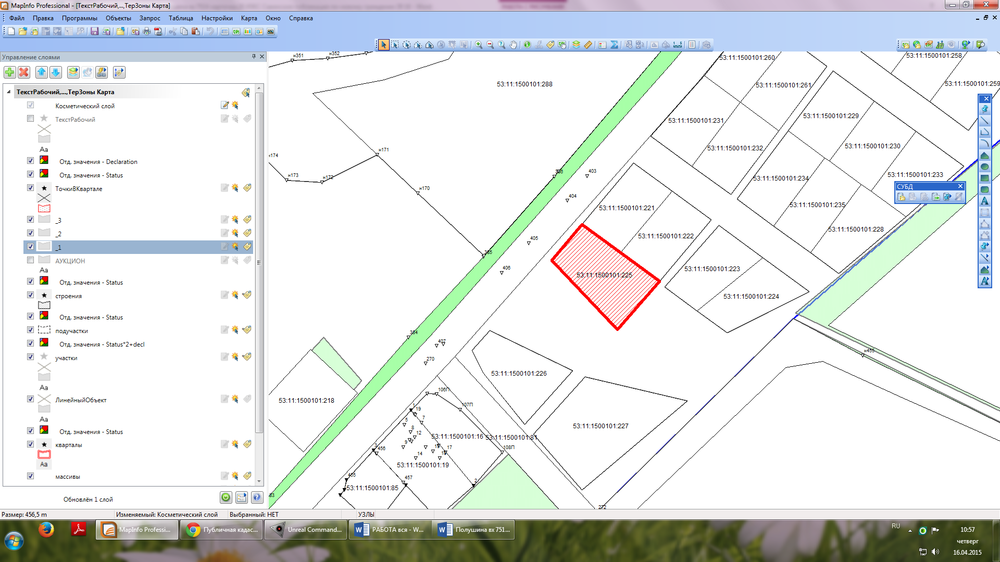 MapInfo Professional - [ТекстРабочий,...,ТерЗоны Карта]
Файл Правка Программы Объекты Запрос Таблица Настройки Карта Окно Справка
Управление слоями
ТекстРабочий,...,ТерЗоны Карта
Косметический слой
ТекстРабочий
Aa
Отд. значения - Declaration
Отд. значения - Status
ТочкиВКвартале
_3
_2
_1
АУКЦИОН
Aa
Отд. значения - Status
строения
Отд. значения - Status
подучастки
Отд. значения - Status*2+decl
участки
Aa
ЛинейныйОбъект
Aa
Отд. значения - Status
кварталы
Aa
массивы
Обновлён 1 слой
н351
н352
53:11:1500101:288
53:11:1500101:260
53:11:1500101:258
53:11:1500101:261
53:11:1500101:259
53:11:1500101:231
53:11:1500101:229
53:11:1500101:232
53:11:1500101:230
н171
н174
н173
н172
н170
403
404
53:11:1500101:234
53:11:1500101:233
СУБД
53:11:1500101:221
53:11:1500101:235
53:11:1500101:228
53:11:1500101:222
405
385
406
53:11:1500101:225
53:11:1500101:223
53:11:1500101:224
384
407
270
н455
53:11:1500101:226
53:11:1500101:218
106П
107П
1
19
5
7
8
12
53:11:1500101:227
53:11:1500101:16
53:11:1500101:81
9
17
108П
3
456
14
53:11:1500101:19
455
457
2
53:11:1500101:85
272
Размер: 456,5 m Изменяемый: Косметический слой Выбранный: НЕТ УЗЛЫ
MapInfo Professi...
Публичная кадас...
Unreal Command...
РАБОТА вся - W...
Полушина вх 751...
RU
10:57
четверг
16.04.2015